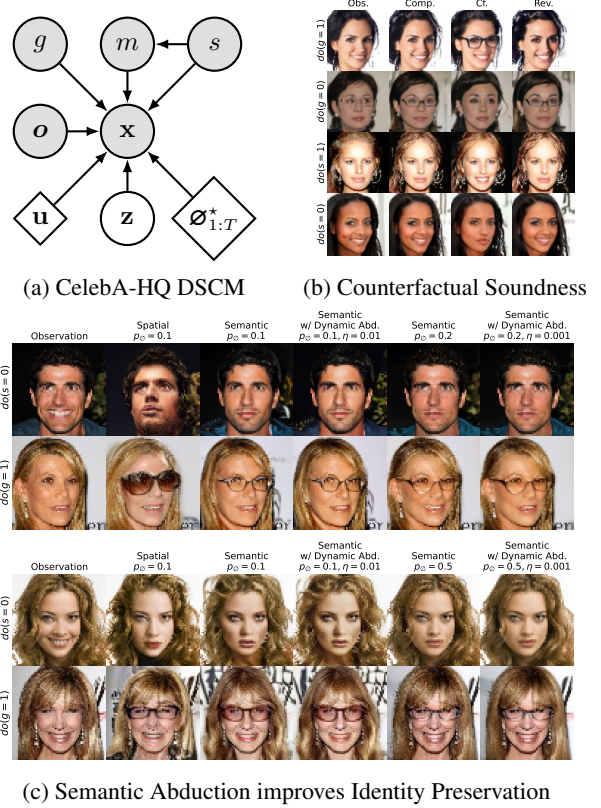 g m s
o x
u z ∅⋆1:T
(a) CelebA-HQ DSCM
Obs. Comp. Cf. Rev.
do(g = 1)
do(g = 0)
do(s = 1)
do(s = 0)
(b) Counterfactual Soundness
Observation
Spatial
p∅ = 0.1
Semantic
p∅ = 0.1
Semantic
w/ Dynamic Abd.
p∅ = 0.1, η = 0.01
Semantic
p∅ = 0.2
Semantic
w/ Dynamic Abd.
p∅ = 0.2, η = 0.001
do(s = 0)
do(g = 1)
Observation
Spatial
p∅ = 0.1
Semantic
p∅ = 0.1
Semantic
w/ Dynamic Abd.
p∅ = 0.1, η = 0.01
Semantic
p∅ = 0.5
Semantic
w/ Dynamic Abd.
p∅ = 0.5, η = 0.001
do(s = 0)
do(g = 1)
(c) Semantic Abduction improves Identity Preservation